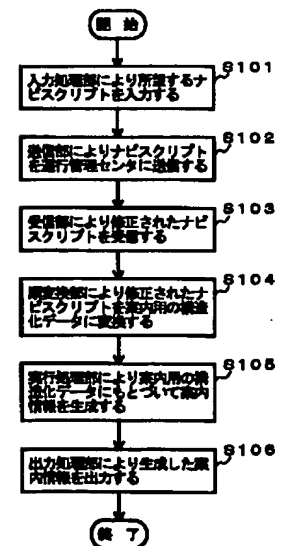 開 始
S101
入力処理部により所望するナ
ビスクリプトを入力する
S102
送信部によりナビスクリプト
を運行管理センタに送信する
S103
受信部により修正されたナビ
スクリプトを受信する
S104
変換部により修正されたナ
ビスクリプトを案内用の構造
化データに変換する
S105
実行処理部により案内用の構
造化データにもとづいて案内
情報を生成する
S106
出力処理部により生成した案
内情報を出力する
終 了